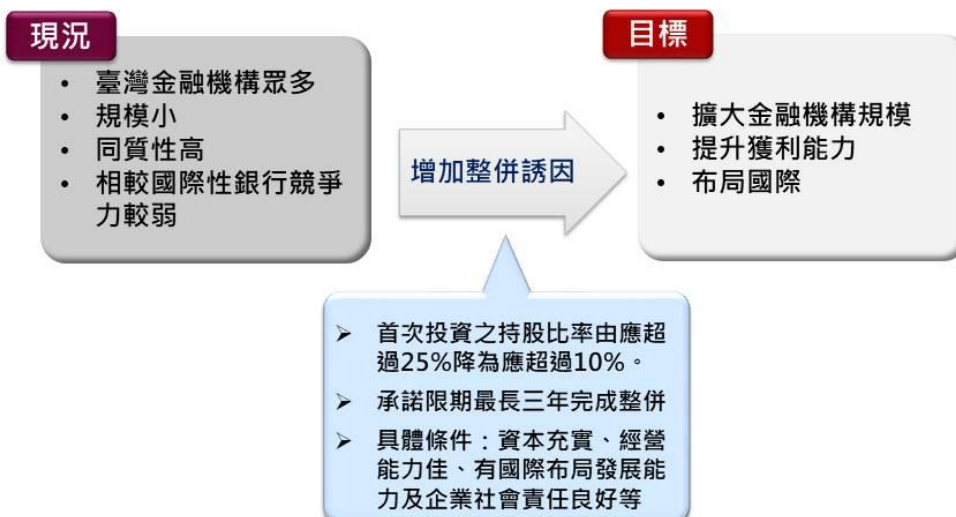 現況
• 臺灣金融機構眾多
• 規模小
• 同質性高
• 相較國際性銀行競爭
力較弱
增加整併誘因
目標
• 擴大金融機構規模
• 提升獲利能力
• 布局國際
➢ 首次投資之持股比率由應超
過25%降為應超過10%。
➢ 承諾限期最長三年完成整併
➢ 具體條件：資本充實、經營
能力佳、有國際布局發展能
力及企業社會責任良好等